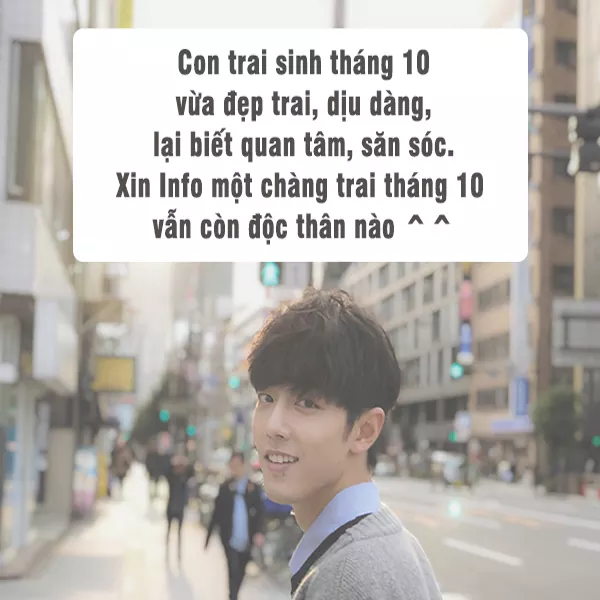 Con trai sinh tháng 10
vừa đẹp trai, dịu dàng,
lại biết quan tâm, săn sóc.
Xin Info một chàng trai tháng 10
vẫn còn độc thân nào ^ ^